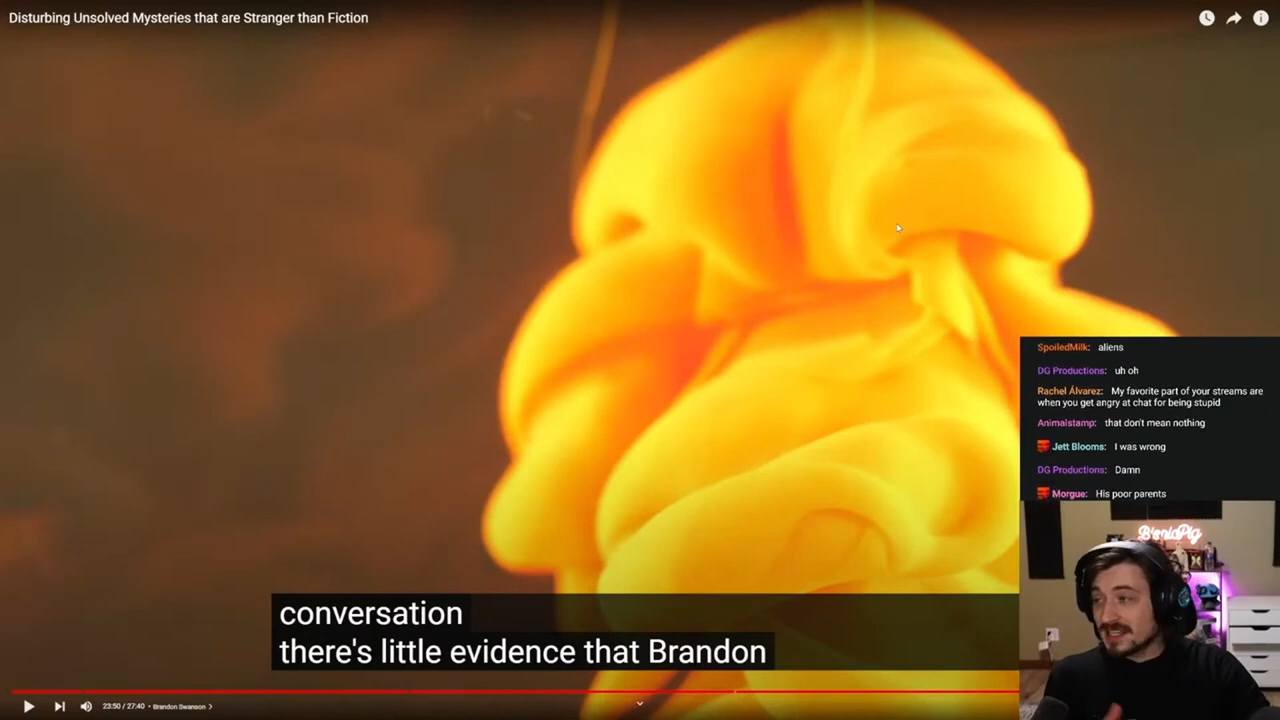 Disturbing Unsolved Mysteries that are Stranger than Fiction
SpoiledMilk: aliens
DG Productions: uh oh
Rachel Álvarez: My favorite part of your streams are
when you get angry at chat for being stupid
Animalstamp: that don't mean nothing
Jett Blooms: I was wrong
DG Productions: Damn
Morgue: His poor parents
conversation
there's little evidence that Brandon
23:50 / 27:40 • Brandon Swanson